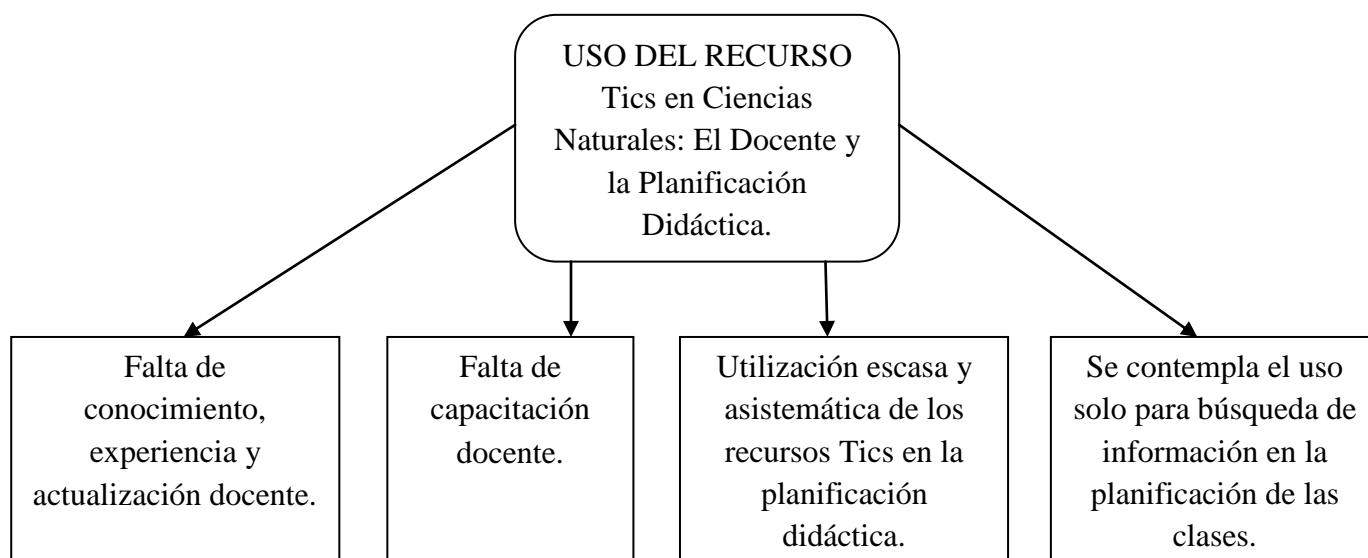 USO DEL RECURSO
Tics en Ciencias
Naturales: El Docente y
la Planificación
Didáctica.
Falta de
conocimiento,
experiencia y
actualización docente.
Falta de
capacitación
docente.
Utilización escasa y
asistemática de los
recursos Tics en la
planificación
didáctica.
Se contempla el uso
solo para búsqueda de
información en la
planificación de las
clases.